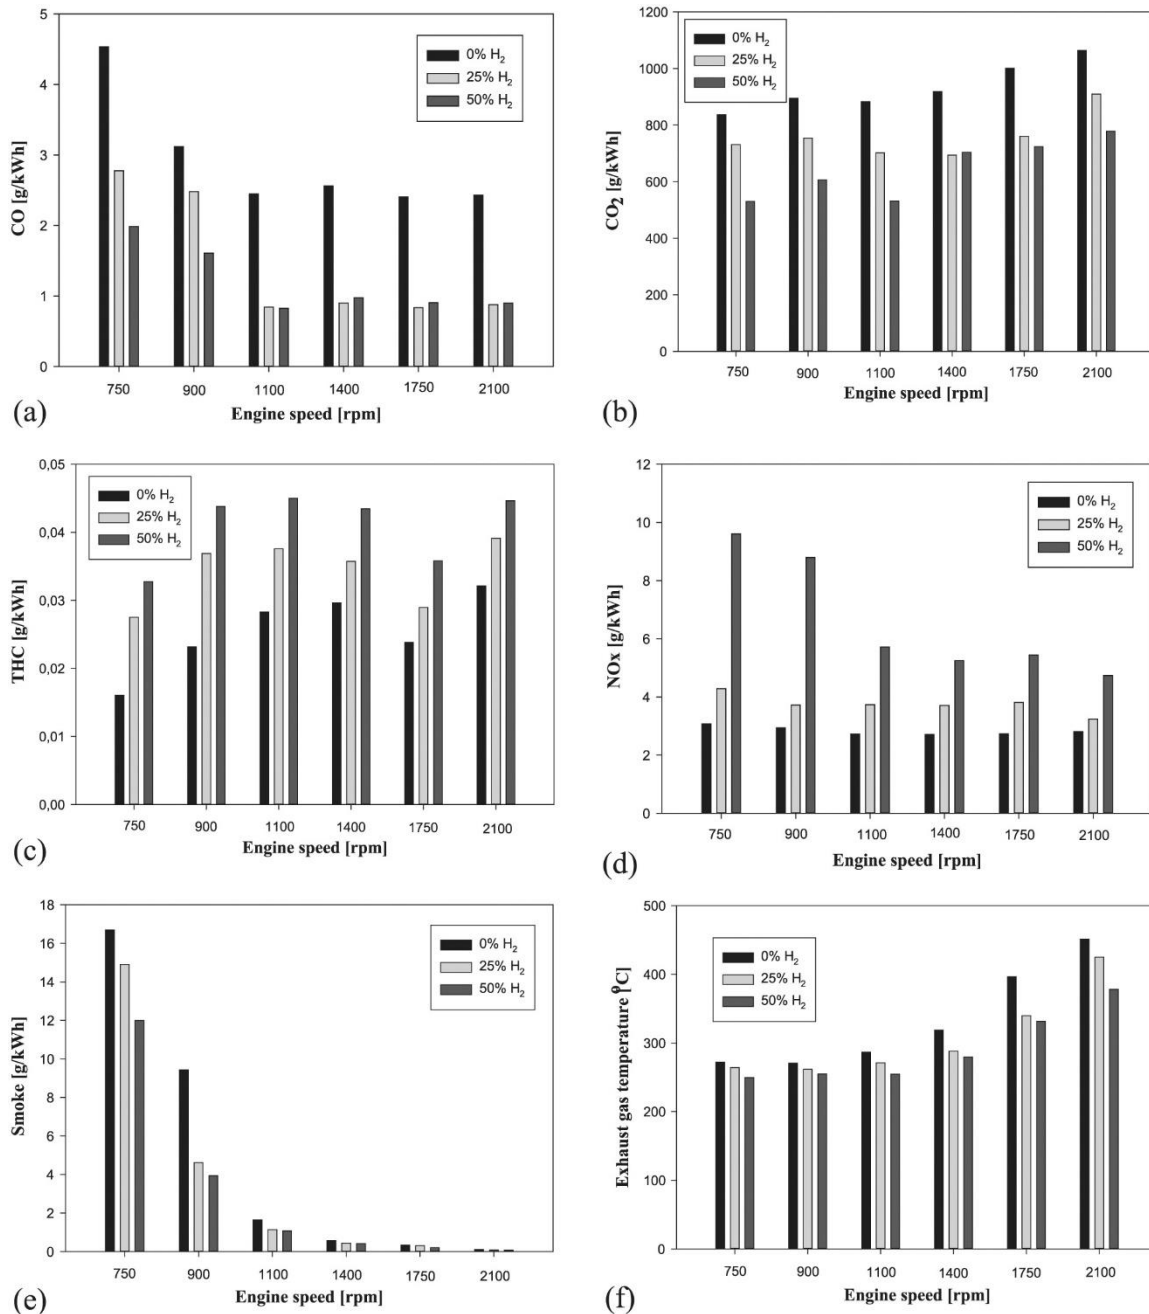 5
4
3
2
1
0
CO [g/kWh]
0% H₂
25% H₂
50% H₂
750 900 1100 1400 1750 2100
Engine speed [rpm]
(a)
1200
1000
800
600
400
200
0
CO₂ [g/kWh]
0% H₂
25% H₂
50% H₂
750 900 1100 1400 1750 2100
Engine speed [rpm]
(b)
0,05
0,04
0,03
0,02
0,01
0,00
THC [g/kWh]
0% H₂
25% H₂
50% H₂
750 900 1100 1400 1750 2100
Engine speed [rpm]
(c)
12
10
8
6
4
2
0
NOx [g/kWh]
0% H₂
25% H₂
50% H₂
750 900 1100 1400 1750 2100
Engine speed [rpm]
(d)
18
16
14
12
10
8
6
4
2
0
Smoke [g/kWh]
0% H₂
25% H₂
50% H₂
750 900 1100 1400 1750 2100
Engine speed [rpm]
(e)
500
400
300
200
100
0
Exhaust gas temperature [⁰C]
0% H₂
25% H₂
50% H₂
750 900 1100 1400 1750 2100
Engine speed [rpm]
(f)